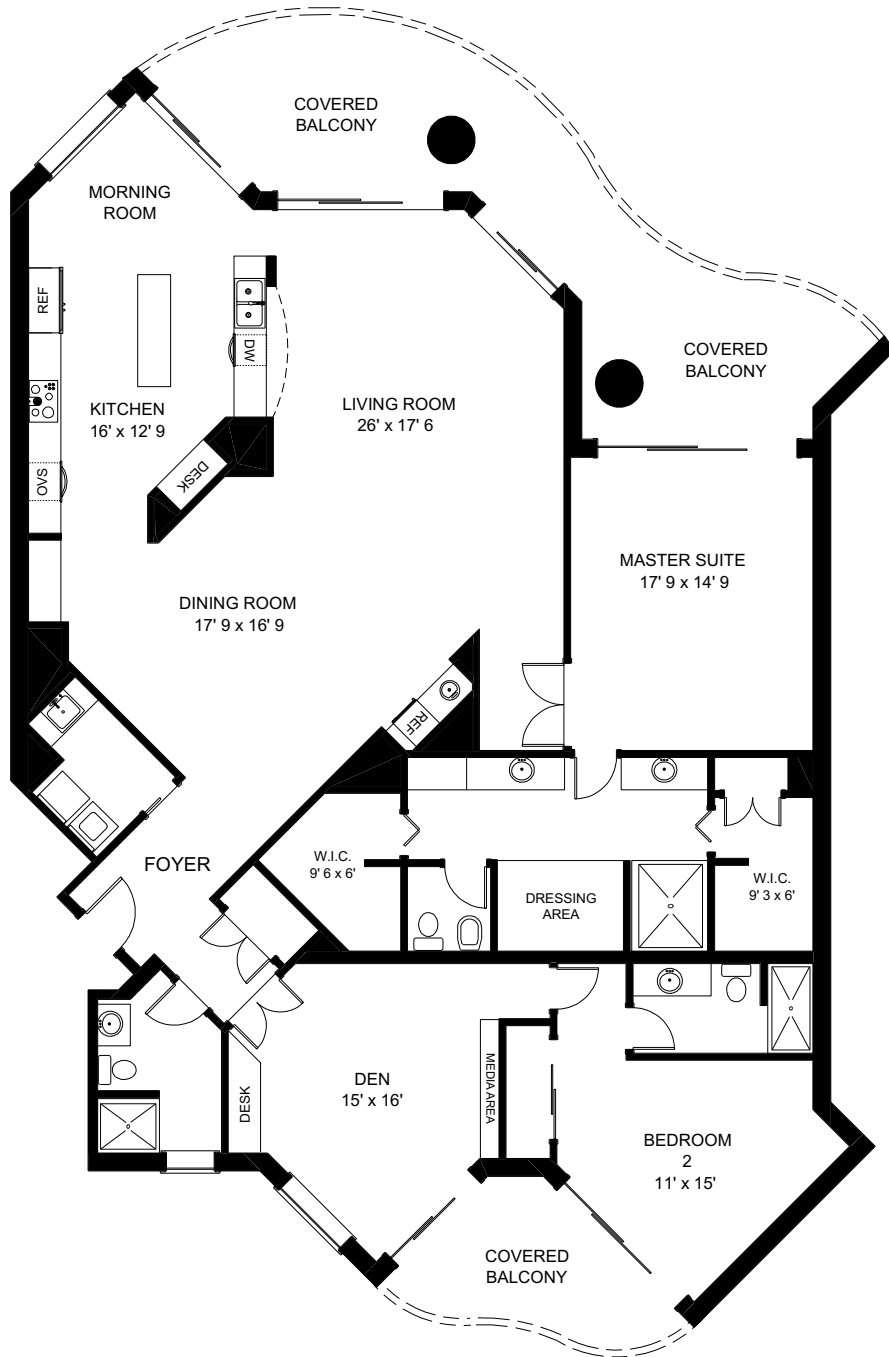 COVERED
BALCONY
MORNING
ROOM
REF
DW
COVERED
BALCONY
KITCHEN
16' x 12' 9
LIVING ROOM
26' x 17' 6
OVS
DESK
MASTER SUITE
17' 9 x 14' 9
DINING ROOM
17' 9 x 16' 9
REF
FOYER
W.I.C.
9' 6 x 6'
DRESSING
AREA
W.I.C.
9' 3 x 6'
DEN
15' x 16'
DESK
MEDIA AREA
BEDROOM
2
11' x 15'
COVERED
BALCONY